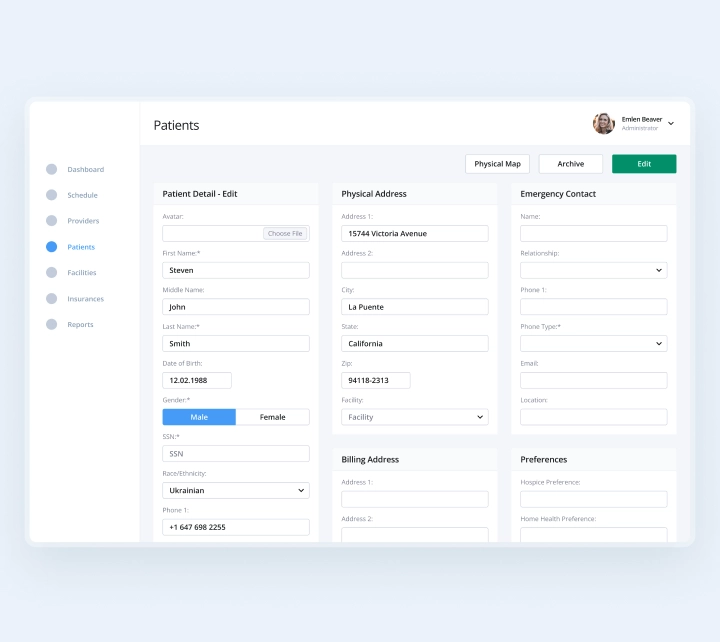 Patients
Emlen Beaver
Administrator
Dashboard
Schedule
Providers
Patients
Facilities
Insurances
Reports
Physical Map
Archive
Edit
Patient Detail - Edit
Avatar:
Choose File
First Name:*
Steven
Middle Name:
John
Last Name:*
Smith
Date of Birth:
12.02.1988
Gender:*
Male Female
SSN:*
SSN
Race/Ethnicity:
Ukrainian
Phone 1:
+1 647 698 2255
Physical Address
Address 1:
15744 Victoria Avenue
Address 2:
City:
La Puente
State:
California
Zip:
94118-2313
Facility:
Facility
Billing Address
Address 1:
Address 2:
Emergency Contact
Name:
Relationship:
Phone 1:
Phone Type:*
Email:
Location:
Preferences
Hospice Preference:
Home Health Preference: